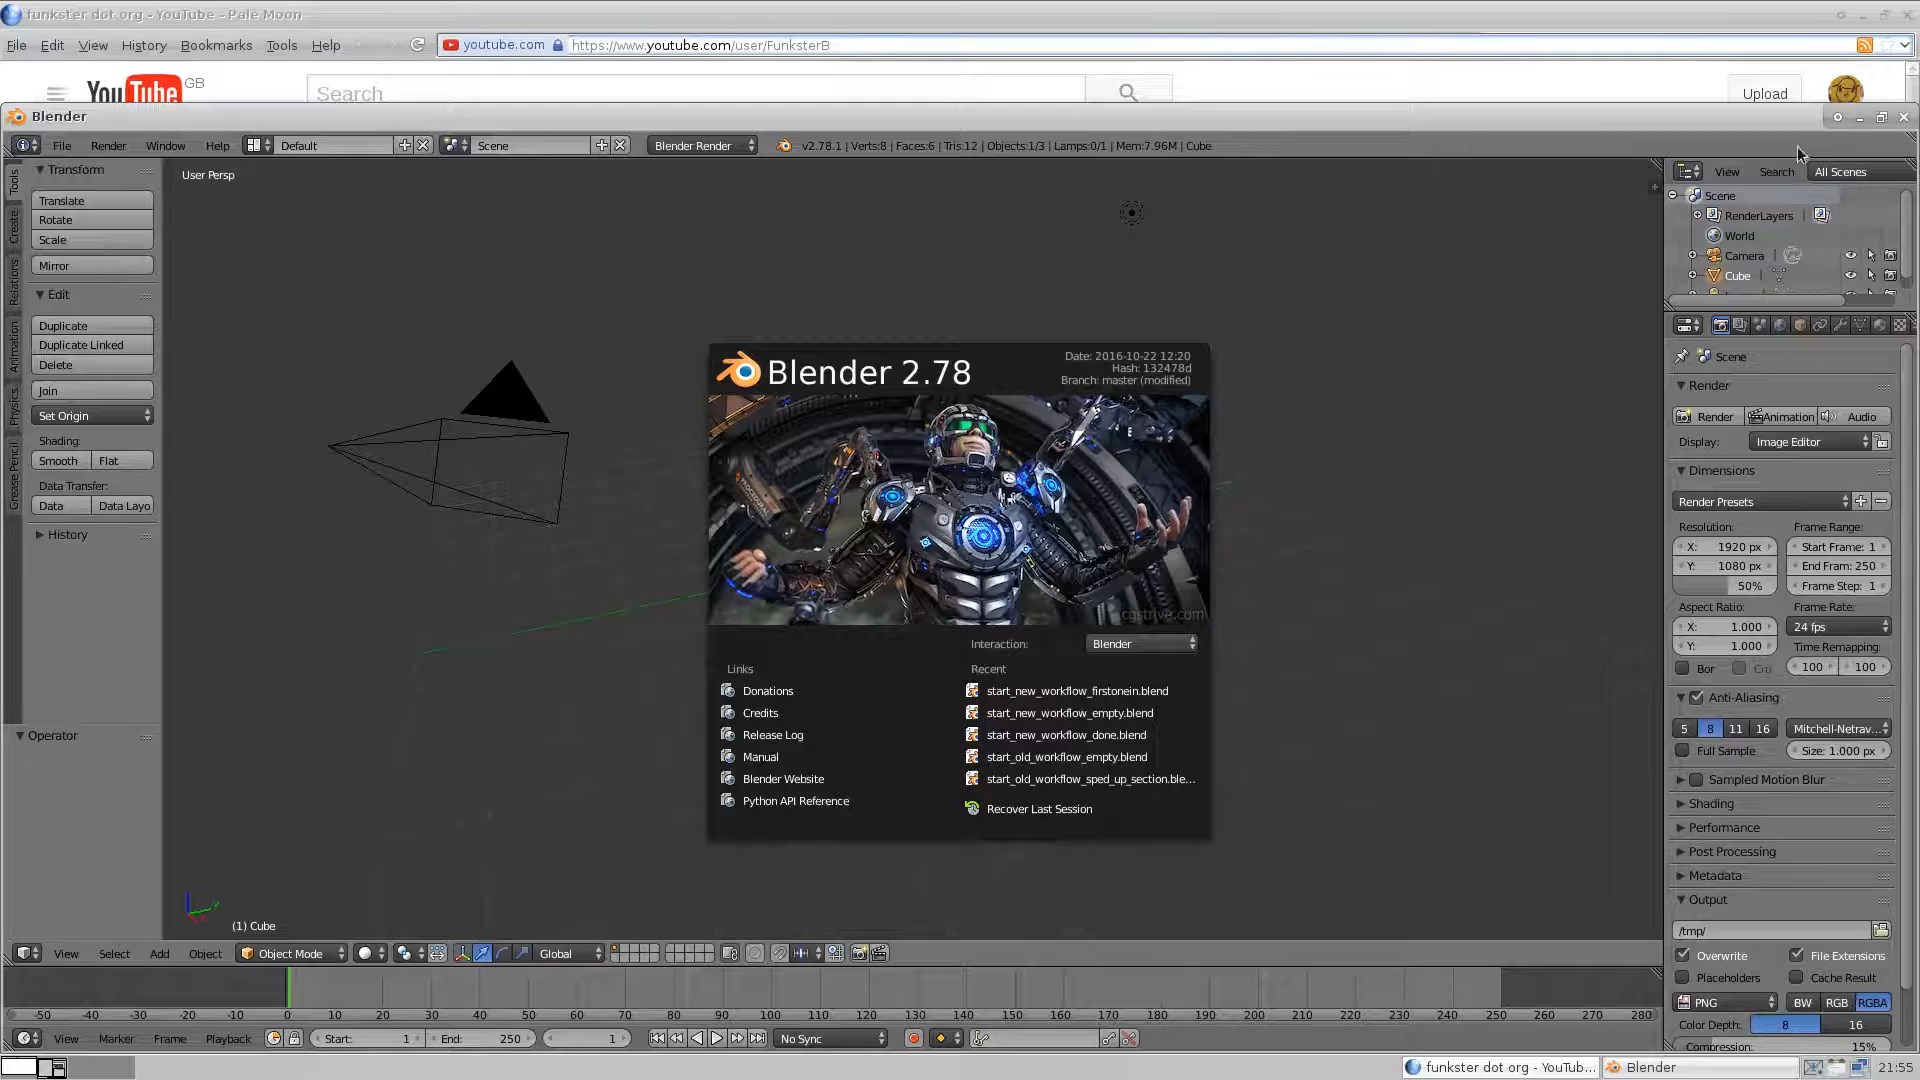 funkster dot org - YouTube - Pale Moon
File Edit View History Bookmarks Tools Help
youtube.com https://www.youtube.com/user/FunksterB
YouTube GB
Search
Upload
Blender
File Render Window Help Default Scene Blender Render v2.78.1 | Verts:8 | Faces:6 | Tris:12 | Objects:1/3 | Lamps:0/1 | Mem:7.96M | Cube
Tools
Create
Relations
Animation
Physics
Grease Pencil
Transform
Translate
Rotate
Scale
Mirror
Edit
Duplicate
Duplicate Linked
Delete
Join
Set Origin
Shading:
Smooth Flat
Data Transfer:
Data Data Layo
History
Operator
User Persp
Blender 2.78
Date: 2016-10-22 12:20
Hash: 132478d
Branch: master (modified)
cgstrive.com
Interaction: Blender
Links
Donations
Credits
Release Log
Manual
Blender Website
Python API Reference
Recent
start_new_workflow_firstonein.blend
start_new_workflow_empty.blend
start_new_workflow_done.blend
start_old_workflow_empty.blend
start_old_workflow_sped_up_section.ble...
Recover Last Session
(1) Cube
View Search All Scenes
Scene
RenderLayers
World
Camera
Cube
Scene
Render
Render Animation Audio
Display: Image Editor
Dimensions
Render Presets
Resolution: Frame Range:
X: 1920 px Start Frame: 1
Y: 1080 px End Fram: 250
50% Frame Step: 1
Aspect Ratio: Frame Rate:
X: 1.000 24 fps
Y: 1.000 Time Remapping:
Bor Cro 100 100
Anti-Aliasing
5 8 11 16 Mitchell-Netrav...
Full Sample Size: 1.000 px
Sampled Motion Blur
Shading
Performance
Post Processing
Metadata
Output
/tmp/
Overwrite File Extensions
Placeholders Cache Result
PNG BW RGB RGBA
Color Depth: 8 16
Compression: 15%
View Select Add Object Object Mode Global
-50 -40 -30 -20 -10 0 10 20 30 40 50 60 70 80 90 100 110 120 130 140 150 160 170 180 190 200 210 220 230 240 250 260 270 280
View Marker Frame Playback Start: 1 End: 250 1 No Sync
funkster dot org - YouTub... Blender 21:55